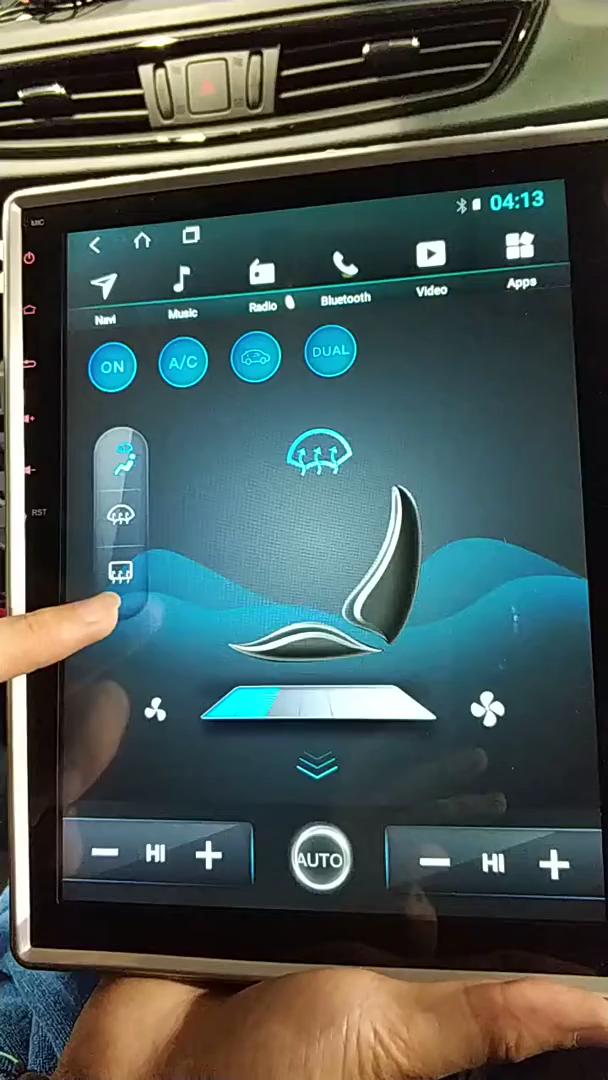 MIC
04:13
Navi Music Radio Bluetooth Video Apps
ON A/C DUAL
RST
HI AUTO HI